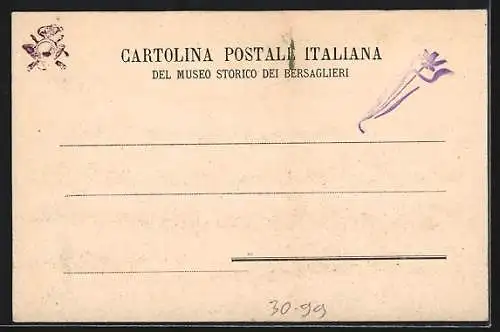 CARTOLINA POSTALE ITALIANA
DEL MUSEO STORICO DEI BERSAGLIERI
30.99